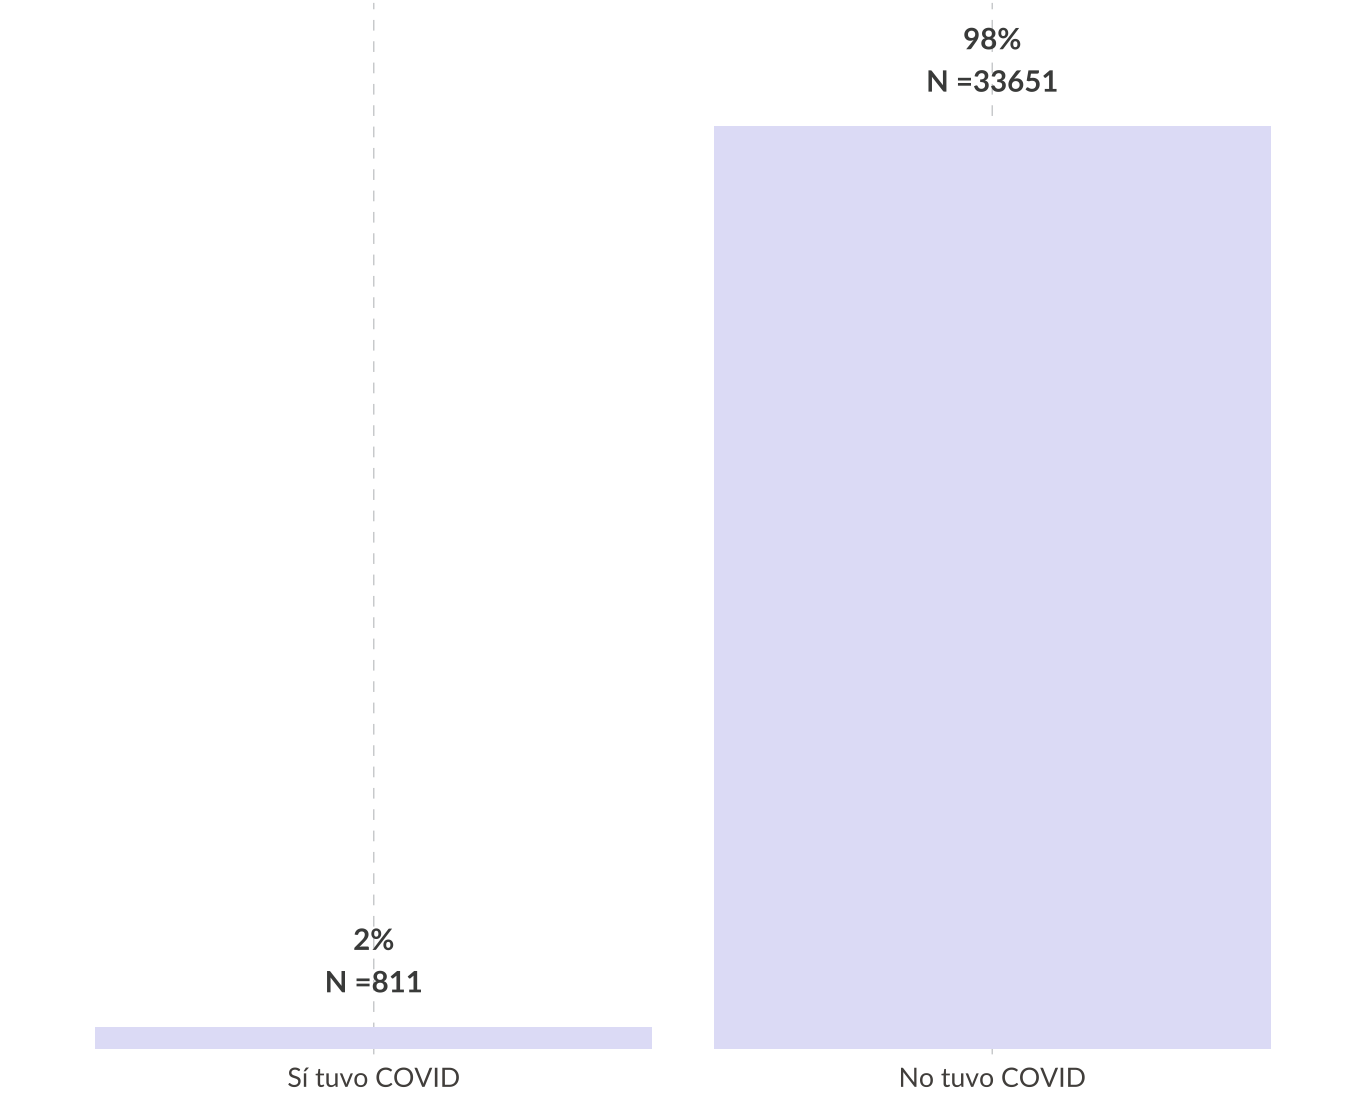 98%
N =33651
2%
N =811
Sí tuvo COVID
No tuvo COVID